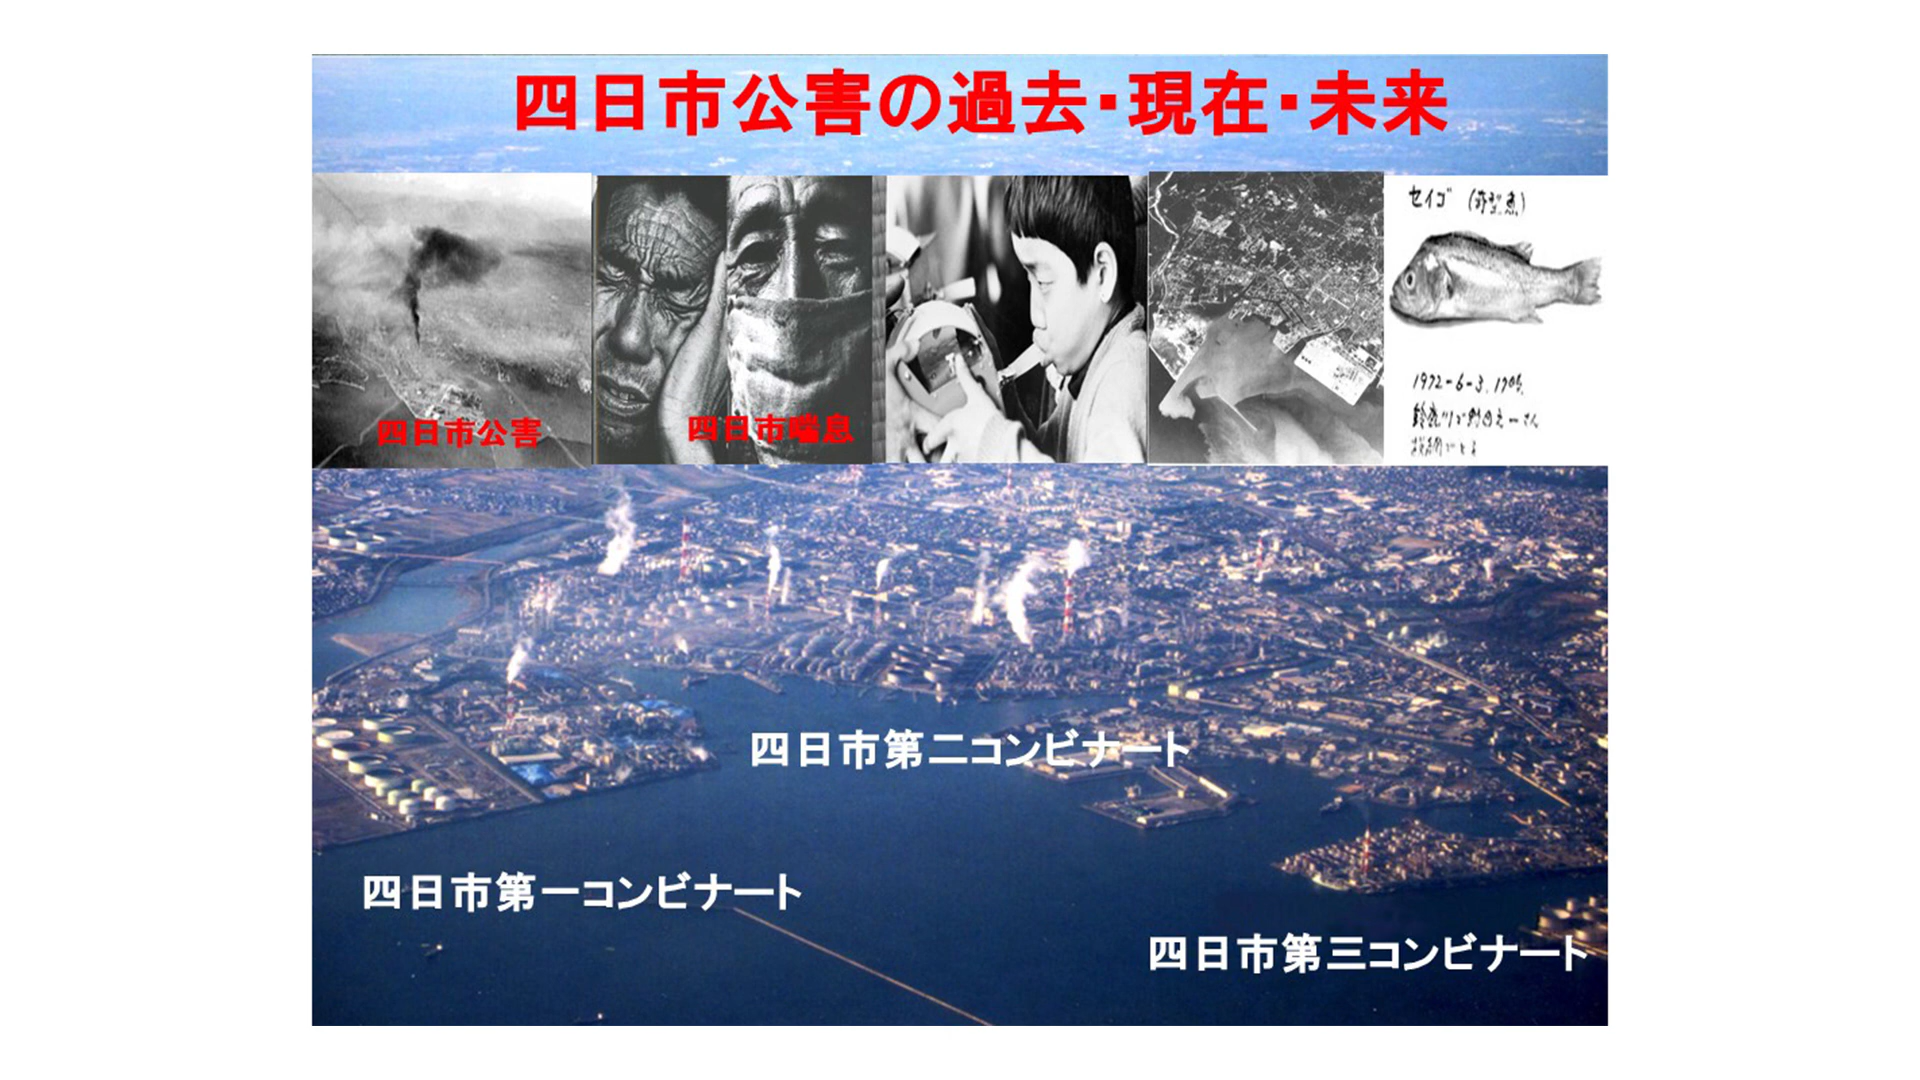 四日市公害の過去・現在・未来
四日市公害
四日市喘息
セイゴ
1972-6-3.
四日市第二コンビナート
四日市第一コンビナート
四日市第三コンビナート